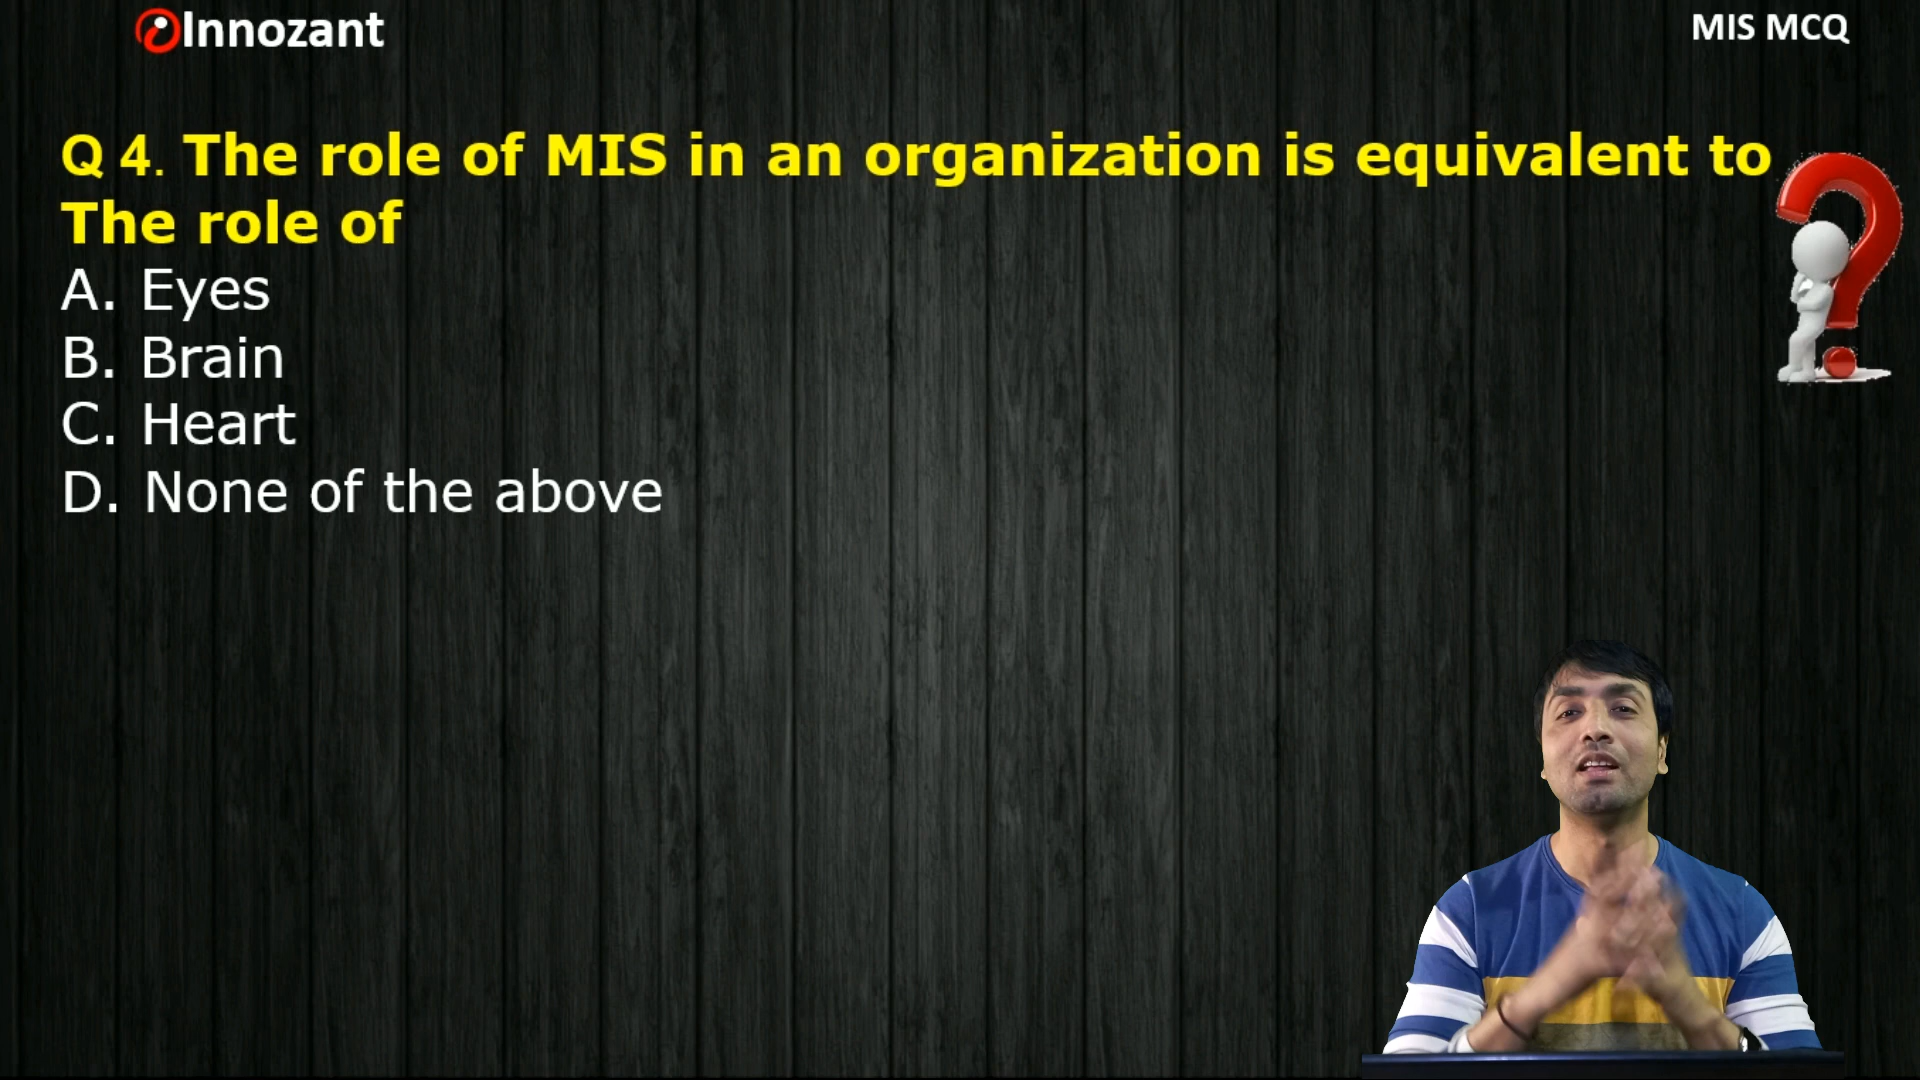 Innozant
MIS MCQ
Q 4. The role of MIS in an organization is equivalent to
The role of
A. Eyes
B. Brain
C. Heart
D. None of the above